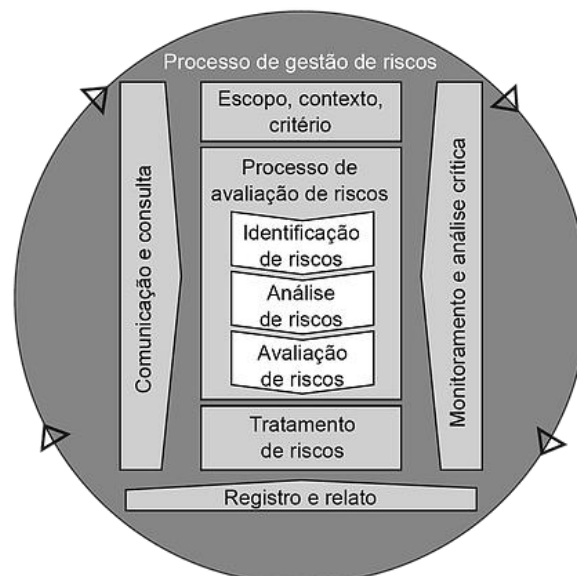 Processo de gestão de riscos
Escopo, contexto,
critério
Processo de
avaliação de riscos
Identificação
de riscos
Análise
de riscos
Avaliação
de riscos
Tratamento
de riscos
Comunicação e consulta
Monitoramento e análise crítica
Registro e relato